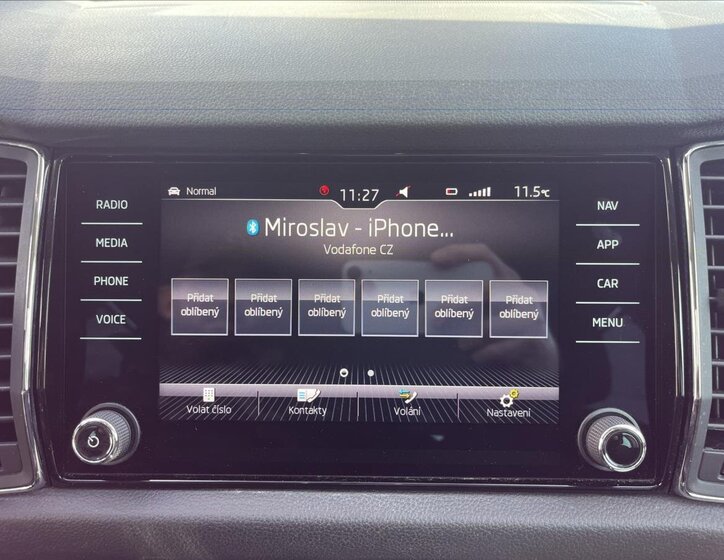 RADIO
MEDIA
PHONE
VOICE
Normal
11:27
11.5°C
Miroslav - iPhone...
Vodafone CZ
Přidat
oblíbený
Přidat
oblíbený
Přidat
oblíbený
Přidat
oblíbený
Přidat
oblíbený
Přidat
oblíbený
Volat číslo
Kontakty
Volání
Nastavení
NAV
APP
CAR
MENU